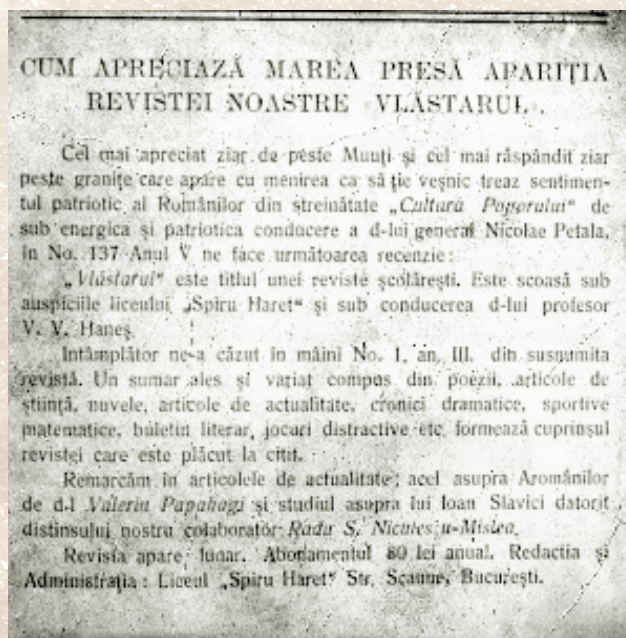 CUM APRECIAZĂ MAREA PRESĂ APARIȚIA
REVISTEI NOASTRE VLĂSTARUL.
Cel mai apreciat ziar de peste Munți și cel mai răspândit ziar
peste granițe care apare cu menirea ca să ție veșnic treaz sentimen-
tul patriotic al Românilor din streinătate „Cultura Poporului" de
sub energica și patriotica conducere a d-lui general Nicolae Petala,
in No. 137 Anul V ne face următoarea recenzie:
„Vlăstarul" este titlul unei reviste școlărești. Este scoasă sub
auspiciile liceului „Spiru Haret" și sub conducerea d-lui profesor
V. V. Haneș.
Intâmplător ne-a căzut în mâini No. I, an. III. din susnumita
revistă. Un sumar ales și variat compus din poezii, articole de
știință, nuvele, articole de actualitate, cronici dramatice, sportive
matematice, buletin literar, jocuri distractive etc. formează cuprinsul
revistei care este plăcut la citit.
Remarcăm în articolele de actualitate; acel asupra Aromânilor
de d-l Valeriu Papahagi și studiul asupra lui Ioan Slavici datorit
distinsului nostru colaborator Radu S. Nicules u-Mislea.
Revista apare lunar. Abonamentul 80 lei anual. Redactia și
Administrația: Liceul „Spiru Haret" Str. Scaune, București.